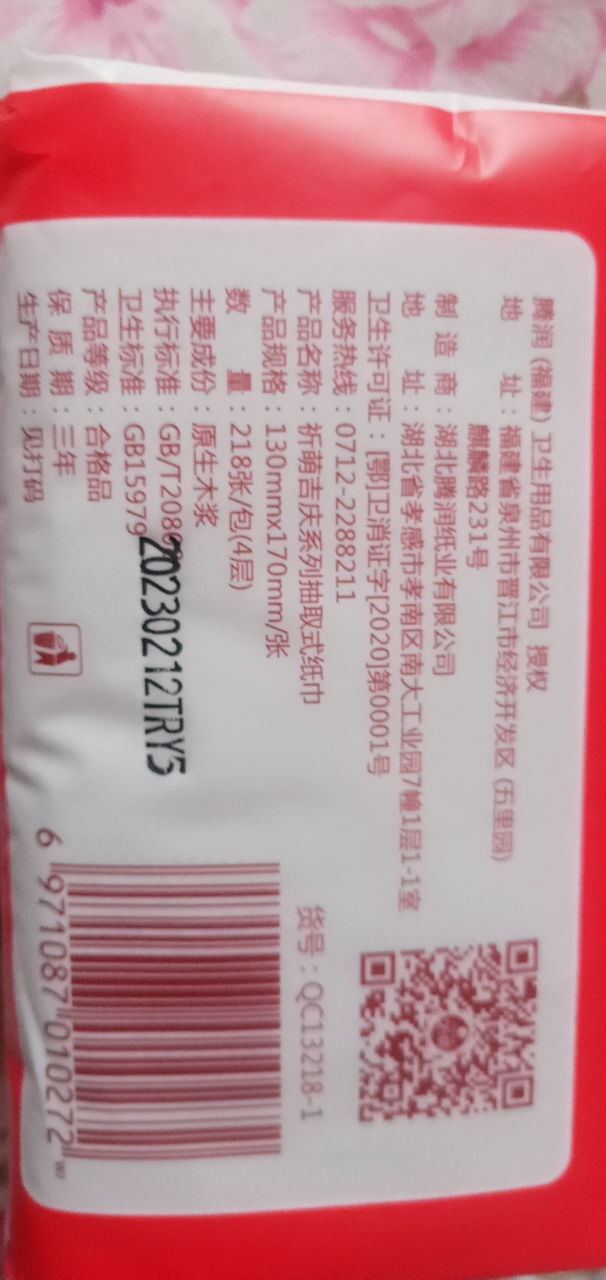 腾润(福建)卫生用品有限公司 授权
地 址:福建省泉州市晋江市经济开发区(五里园)
麒麟路231号
制 造 商:湖北腾润纸业有限公司
地 址:湖北省孝感市孝南区南大工业园7幢1层1-1室
卫生许可证:[鄂]卫消证字[2020]第0001号
服务热线:0712-2288211
产品名称:祈萌吉庆系列抽取式纸巾
产品规格:130mmx170mm/张
数 量:218张/包(4层)
主要成份:原生木浆
执行标准:GB/T2080
卫生标准:GB15979
产品等级:合格品
保 质 期:三年
生产日期:见打码
20230212TRY5
货号:QC13218-1
6 971087 010272